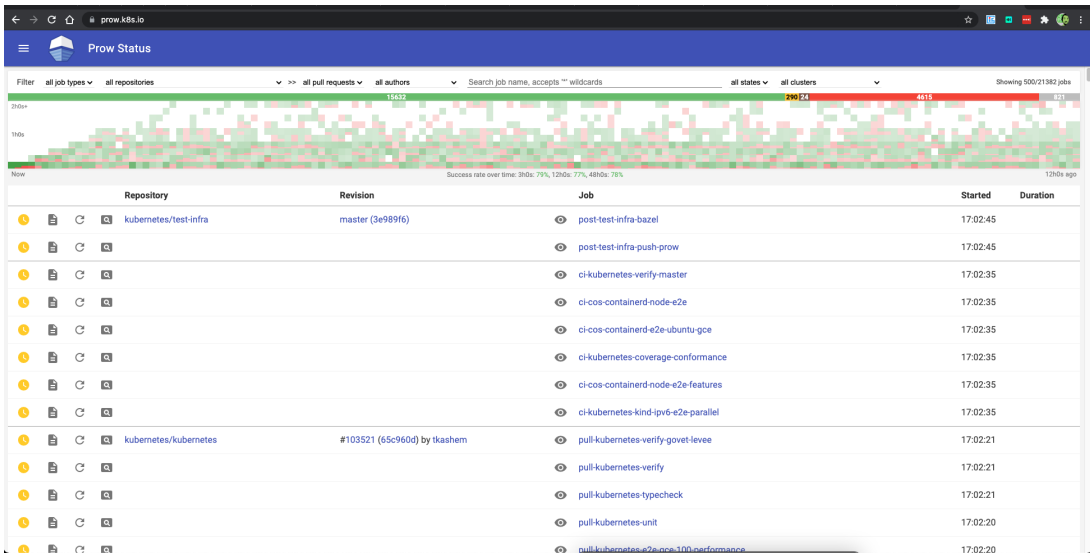 prow.k8s.io
Prow Status
Filter all job types all repositories >> all pull requests all authors Search job name, accepts "*" wildcards all states all clusters Showing 500/21382 jobs
15632 290 24 4615 821
2h0s+
1h0s
Now Success rate over time: 3h0s: 79%, 12h0s: 77%, 48h0s: 78% 12h0s ago
Repository Revision Job Started Duration
kubernetes/test-infra master (3e989f6) post-test-infra-bazel 17:02:45
post-test-infra-push-prow 17:02:45
ci-kubernetes-verify-master 17:02:35
ci-cos-containerd-node-e2e 17:02:35
ci-cos-containerd-e2e-ubuntu-gce 17:02:35
ci-kubernetes-coverage-conformance 17:02:35
ci-cos-containerd-node-e2e-features 17:02:35
ci-kubernetes-kind-ipv6-e2e-parallel 17:02:35
kubernetes/kubernetes #103521 (65c960d) by tkashem pull-kubernetes-verify-govet-levee 17:02:21
pull-kubernetes-verify 17:02:21
pull-kubernetes-typecheck 17:02:21
pull-kubernetes-unit 17:02:20
pull-kubernetes-e2e-gce-100-performance 17:02:20